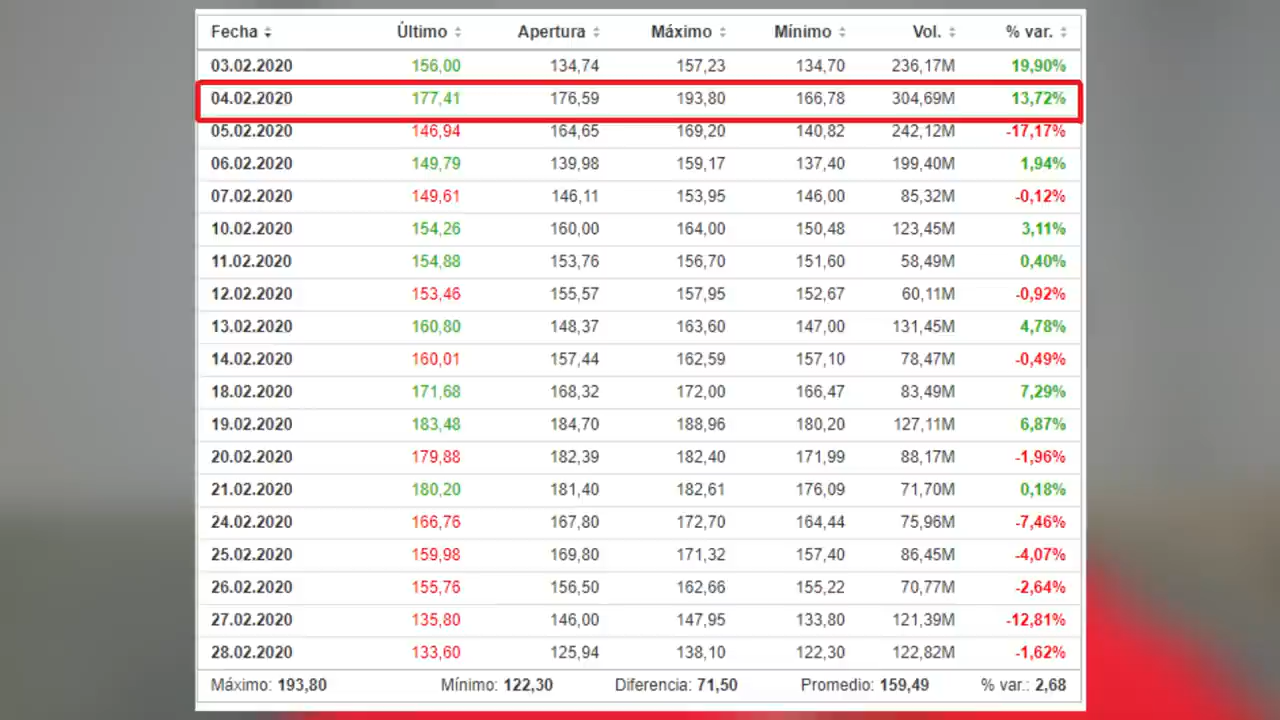 Fecha Último Apertura Máximo Mínimo Vol. % var.
03.02.2020 156,00 134,74 157,23 134,70 236,17M 19,90%
04.02.2020 177,41 176,59 193,80 166,78 304,69M 13,72%
05.02.2020 146,94 164,65 169,20 140,82 242,12M -17,17%
06.02.2020 149,79 139,98 159,17 137,40 199,40M 1,94%
07.02.2020 149,61 146,11 153,95 146,00 85,32M -0,12%
10.02.2020 154,26 160,00 164,00 150,48 123,45M 3,11%
11.02.2020 154,88 153,76 156,70 151,60 58,49M 0,40%
12.02.2020 153,46 155,57 157,95 152,67 60,11M -0,92%
13.02.2020 160,80 148,37 163,60 147,00 131,45M 4,78%
14.02.2020 160,01 157,44 162,59 157,10 78,47M -0,49%
18.02.2020 171,68 168,32 172,00 166,47 83,49M 7,29%
19.02.2020 183,48 184,70 188,96 180,20 127,11M 6,87%
20.02.2020 179,88 182,39 182,40 171,99 88,17M -1,96%
21.02.2020 180,20 181,40 182,61 176,09 71,70M 0,18%
24.02.2020 166,76 167,80 172,70 164,44 75,96M -7,46%
25.02.2020 159,98 169,80 171,32 157,40 86,45M -4,07%
26.02.2020 155,76 156,50 162,66 155,22 70,77M -2,64%
27.02.2020 135,80 146,00 147,95 133,80 121,39M -12,81%
28.02.2020 133,60 125,94 138,10 122,30 122,82M -1,62%
Máximo: 193,80 Mínimo: 122,30 Diferencia: 71,50 Promedio: 159,49 % var.: 2,68